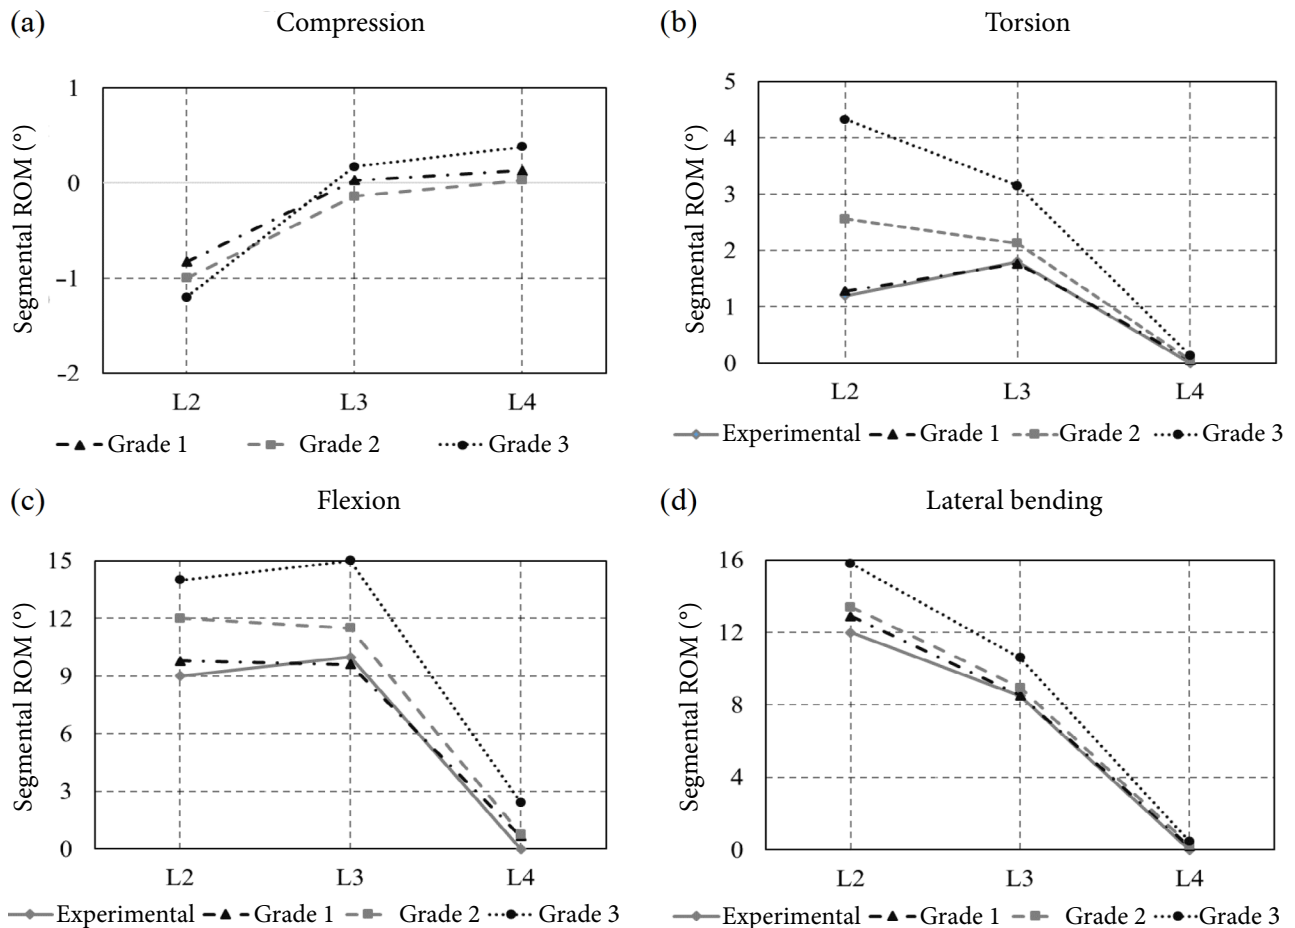 (a) Compression
Segmental ROM (°)
1
0
−1
−2
L2 L3 L4
Grade 1 Grade 2 Grade 3
(b) Torsion
Segmental ROM (°)
5
4
3
2
1
0
L2 L3 L4
Experimental Grade 1 Grade 2 Grade 3
(c) Flexion
Segmental ROM (°)
15
12
9
6
3
0
L2 L3 L4
Experimental Grade 1 Grade 2 Grade 3
(d) Lateral bending
Segmental ROM (°)
16
12
8
4
0
L2 L3 L4
Experimental Grade 1 Grade 2 Grade 3